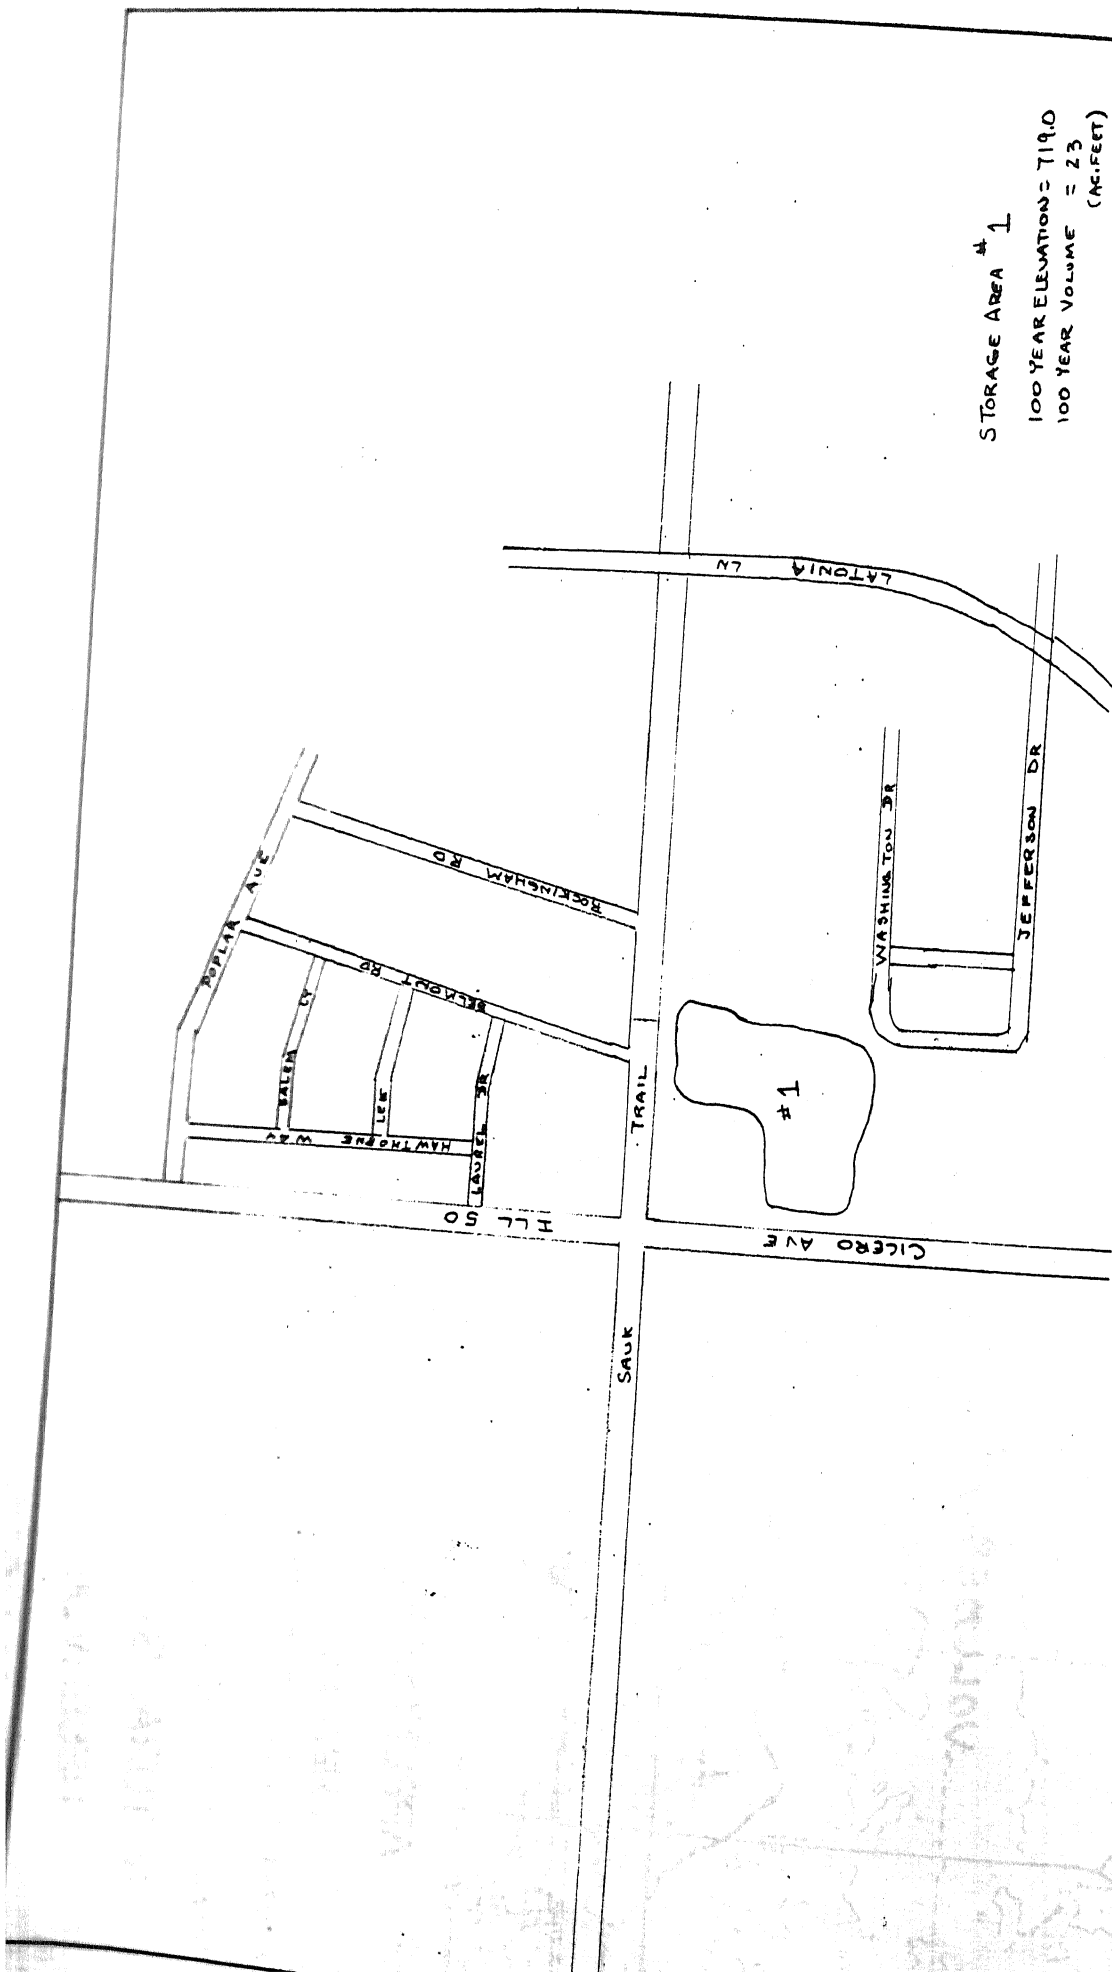 STORAGE AREA #1
100 YEAR ELEVATION = 719.0
100 YEAR VOLUME = 23
(AC.FEET)
POPLAR AVE
ROCKINGHAM RD
BELMONT RD
SALEM CT
LEE
LAUREL DR
HAWTHORNE WAY
ILL 50
CICERO AVE
SAUK TRAIL
LATONIA LN
WASHINGTON DR
JEFFERSON DR
#1